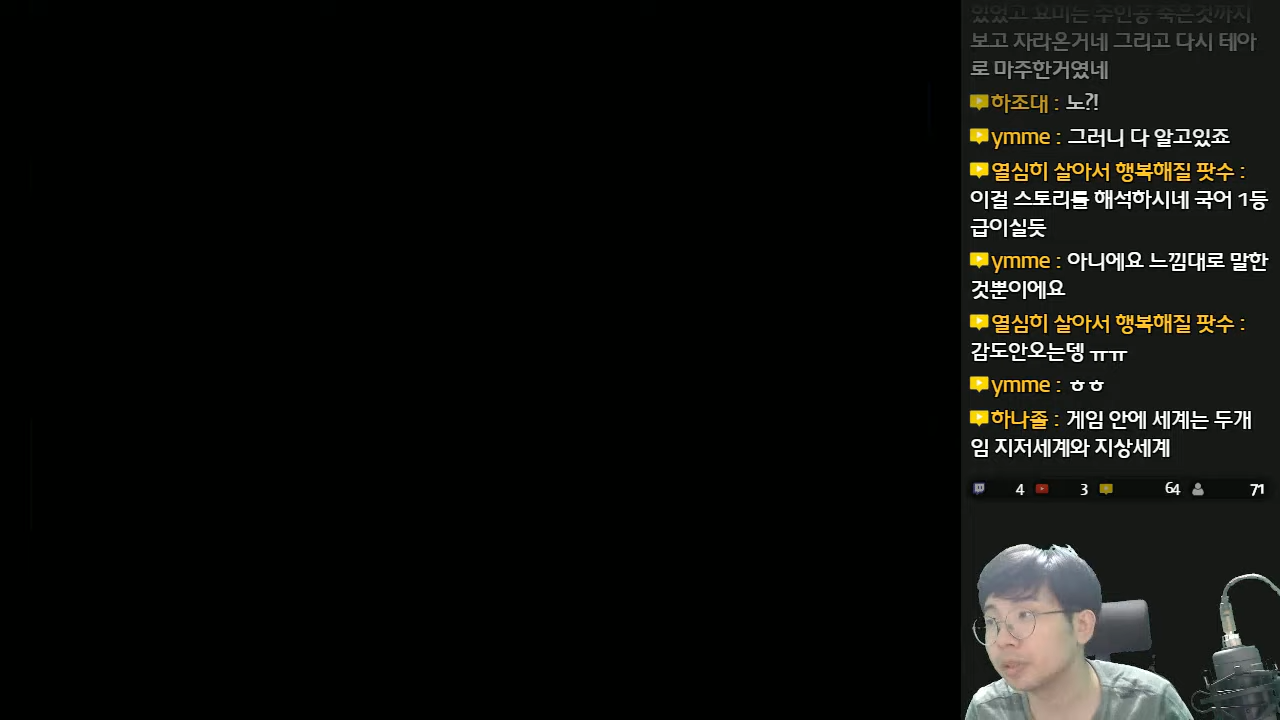 있었고 요미는 주인공 죽은것까지
보고 자라온거네 그리고 다시 테아
로 마주한거였네
하조대 : 노?!
ymme : 그러니 다 알고있죠
열심히 살아서 행복해질 팟수 :
이걸 스토리를 해석하시네 국어 1등
급이실듯
ymme : 아니에요 느낌대로 말한
것뿐이에요
열심히 살아서 행복해질 팟수 :
감도안오는뎅 ㅠㅠ
ymme : ㅎㅎ
하나졸 : 게임 안에 세계는 두개
임 지저세계와 지상세계
4 3 64 71